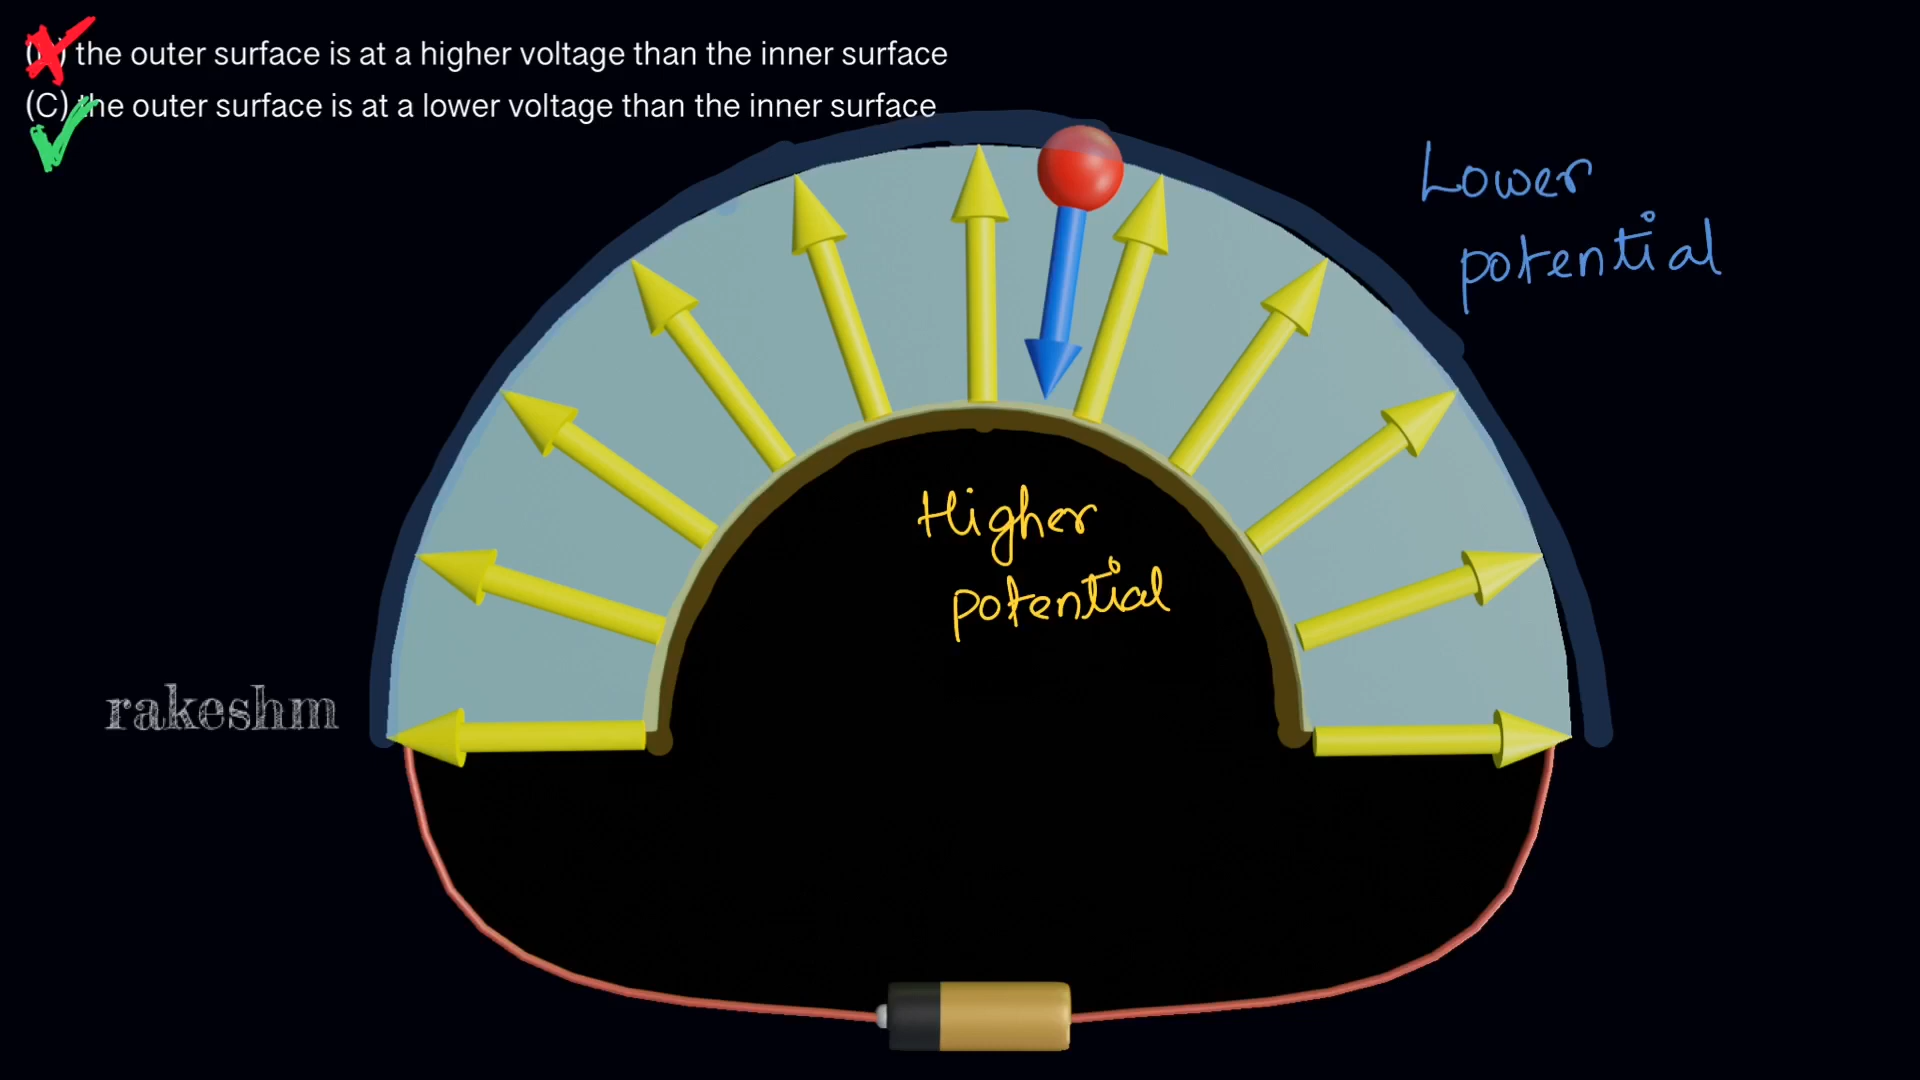 the outer surface is at a higher voltage than the inner surface
(C) the outer surface is at a lower voltage than the inner surface
Lower
potential
Higher
potential
rakeshm